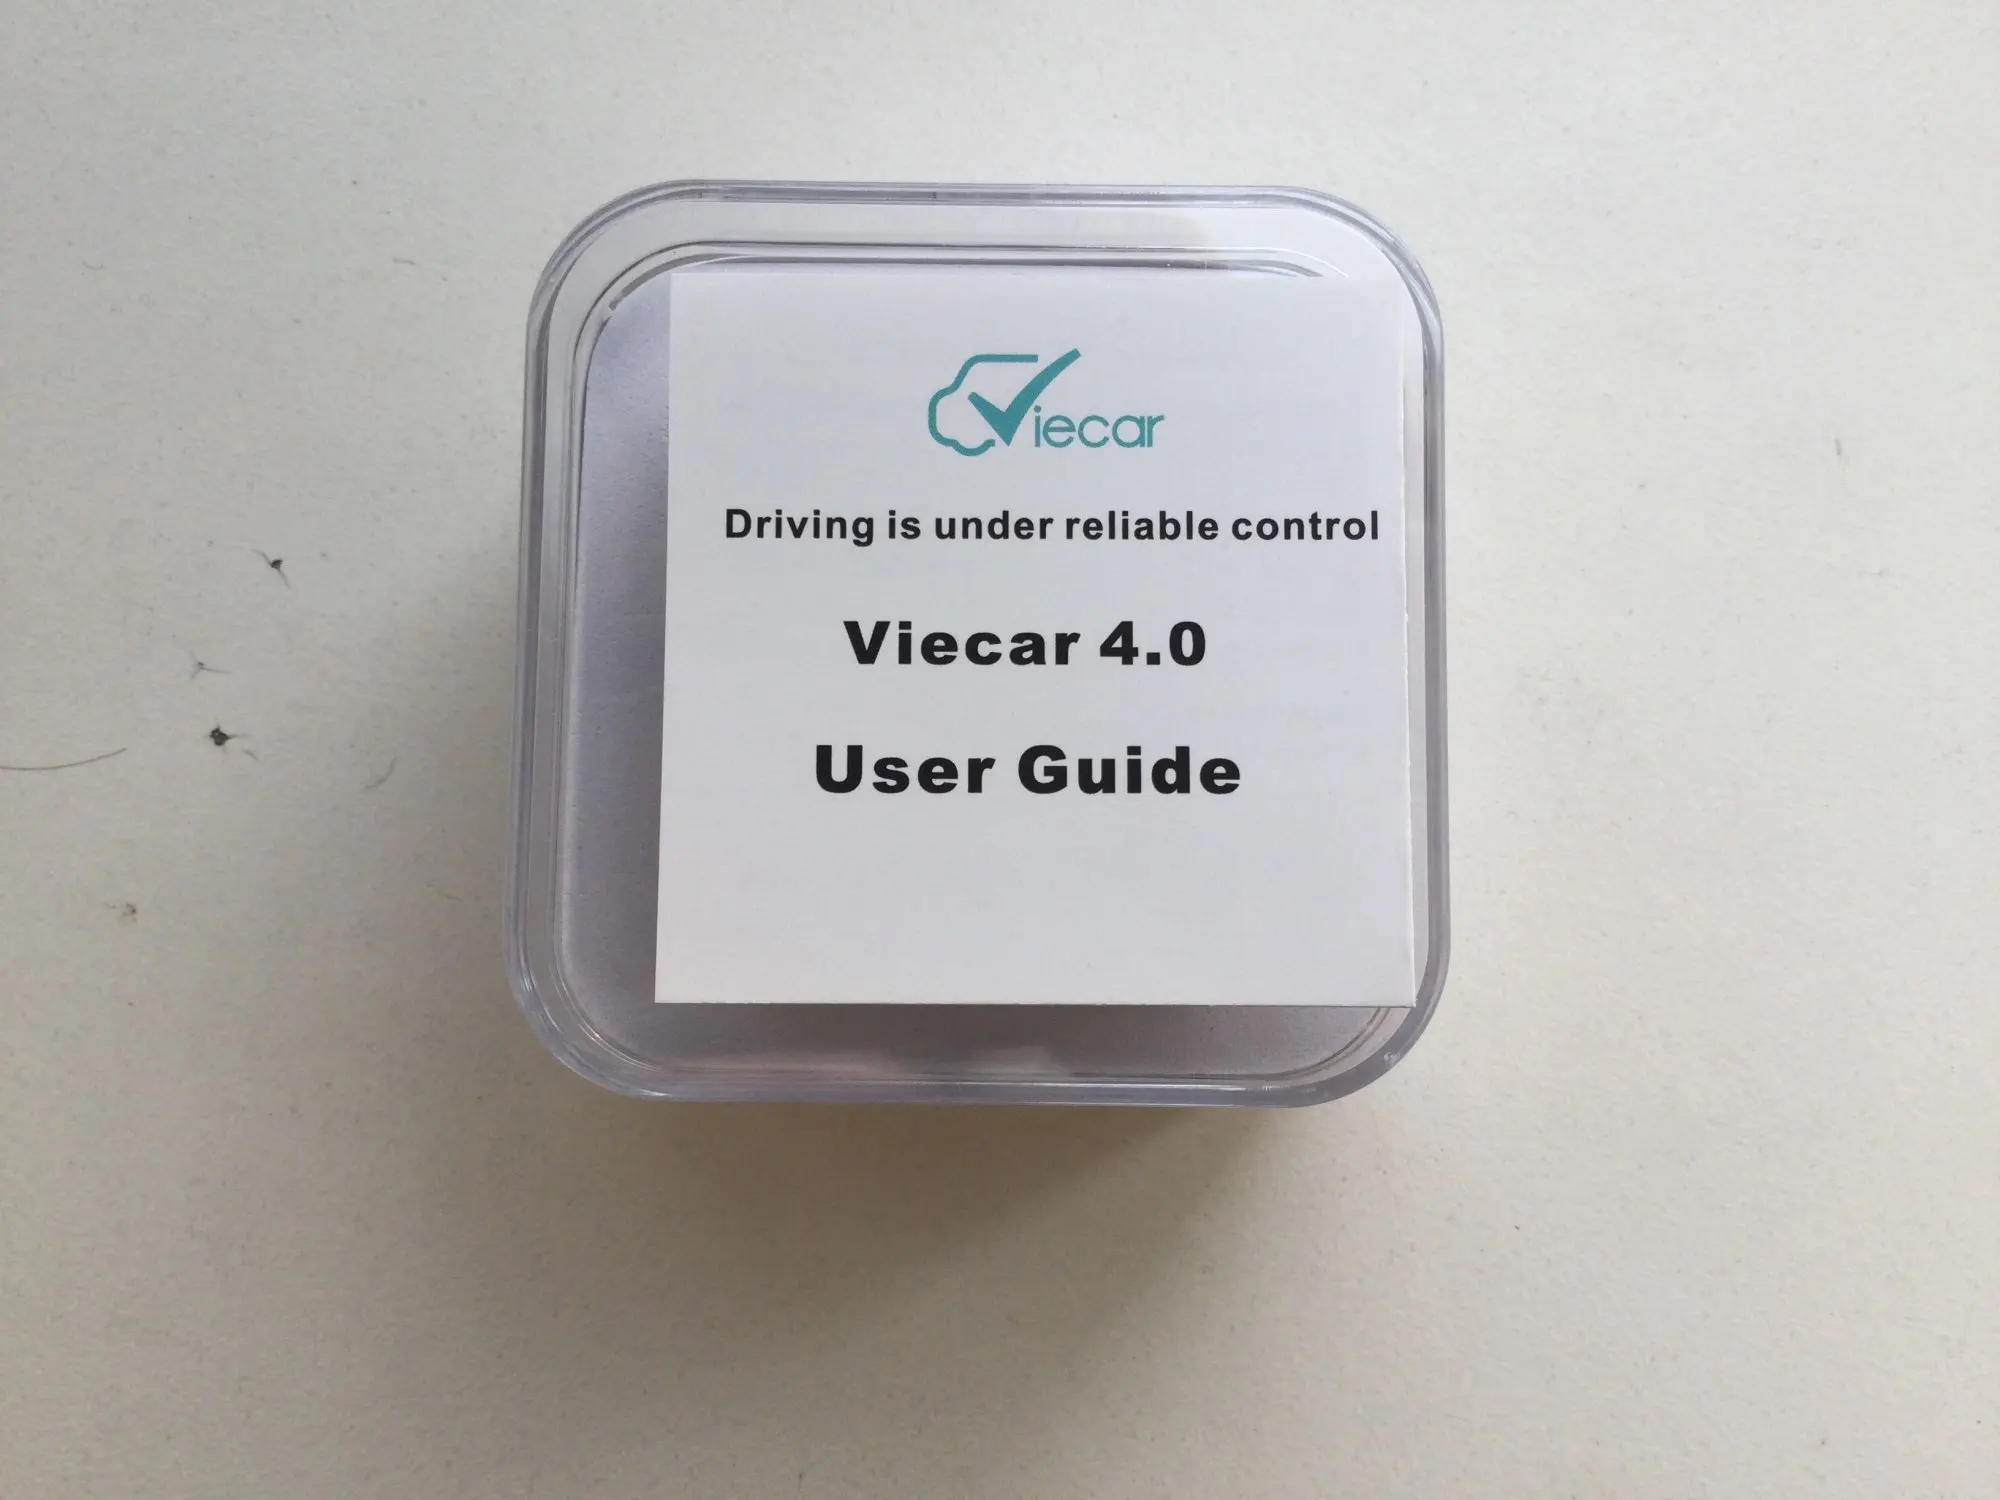 Viecar
Driving is under reliable control
Viecar 4.0
User Guide